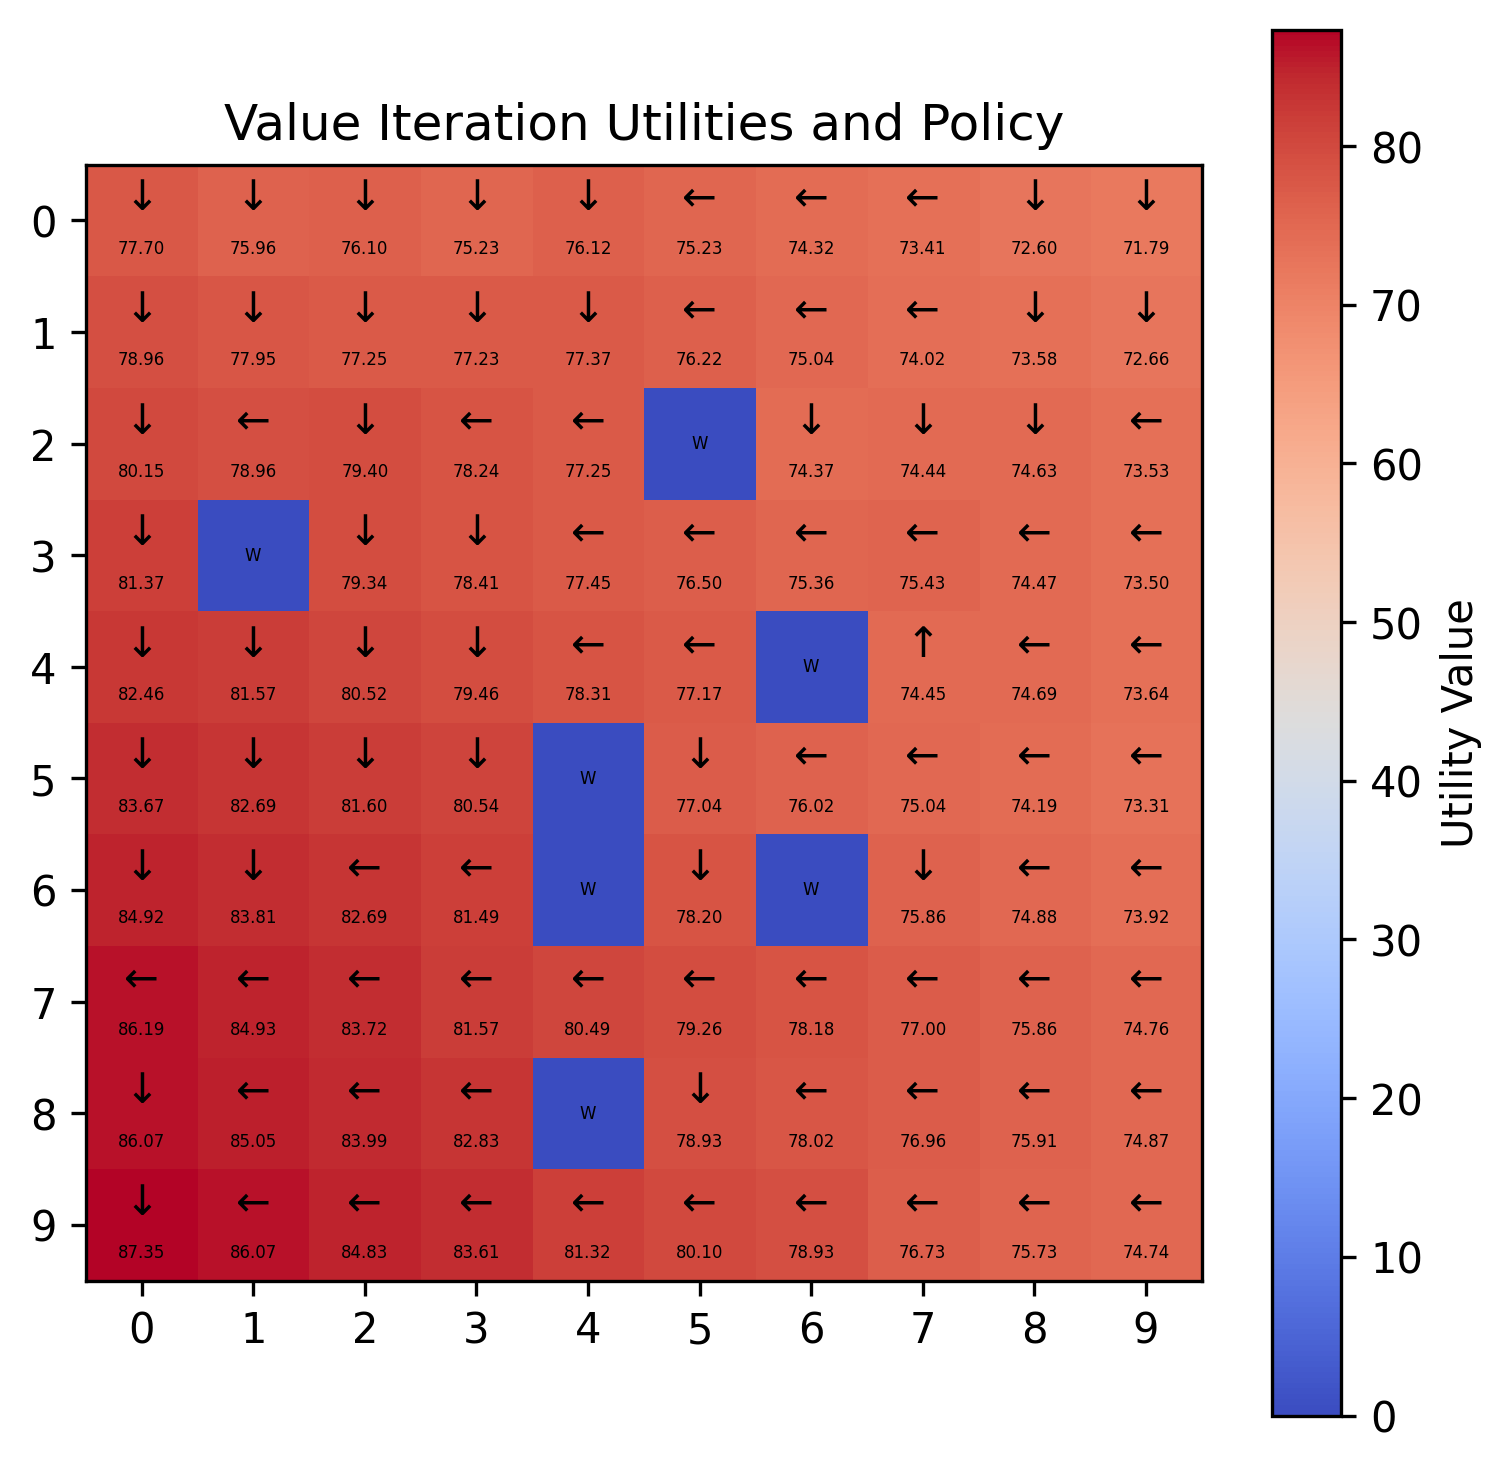 Value Iteration Utilities and Policy
0 ↓ ↓ ↓ ↓ ↓ ← ← ← ↓ ↓
77.70 75.96 76.10 75.23 76.12 75.23 74.32 73.41 72.60 71.79
1 ↓ ↓ ↓ ↓ ↓ ← ← ← ↓ ↓
78.96 77.95 77.25 77.23 77.37 76.22 75.04 74.02 73.58 72.66
2 ↓ ← ↓ ← ← W ↓ ↓ ↓ ←
80.15 78.96 79.40 78.24 77.25 74.37 74.44 74.63 73.53
3 ↓ W ↓ ↓ ← ← ← ← ← ←
81.37 79.34 78.41 77.45 76.50 75.36 75.43 74.47 73.50
4 ↓ ↓ ↓ ↓ ← ← W ↑ ← ←
82.46 81.57 80.52 79.46 78.31 77.17 74.45 74.69 73.64
5 ↓ ↓ ↓ ↓ W ↓ ← ← ← ←
83.67 82.69 81.60 80.54 77.04 76.02 75.04 74.19 73.31
6 ↓ ↓ ← ← W ↓ W ↓ ← ←
84.92 83.81 82.69 81.49 78.20 75.86 74.88 73.92
7 ← ← ← ← ← ← ← ← ← ←
86.19 84.93 83.72 81.57 80.49 79.26 78.18 77.00 75.86 74.76
8 ↓ ← ← ← W ↓ ← ← ← ←
86.07 85.05 83.99 82.83 78.93 78.02 76.96 75.91 74.87
9 ↓ ← ← ← ← ← ← ← ← ←
87.35 86.07 84.83 83.61 81.32 80.10 78.93 76.73 75.73 74.74
0 1 2 3 4 5 6 7 8 9
80
70
60
50
40
30
20
10
0
Utility Value